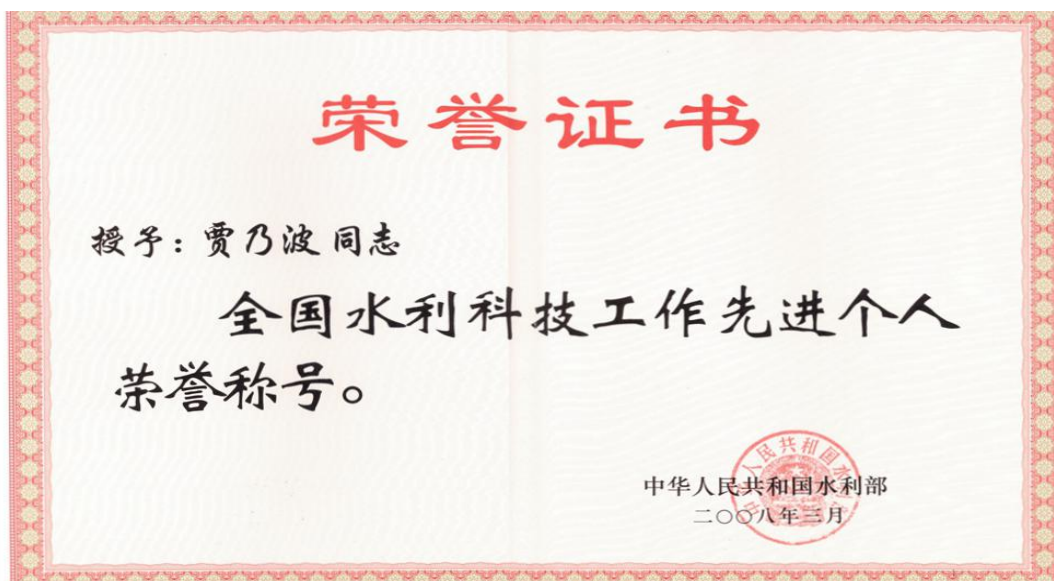 荣誉证书
授予：贾乃波同志
全国水利科技工作先进个人
荣誉称号。
中华人民共和国水利部
二〇〇八年三月